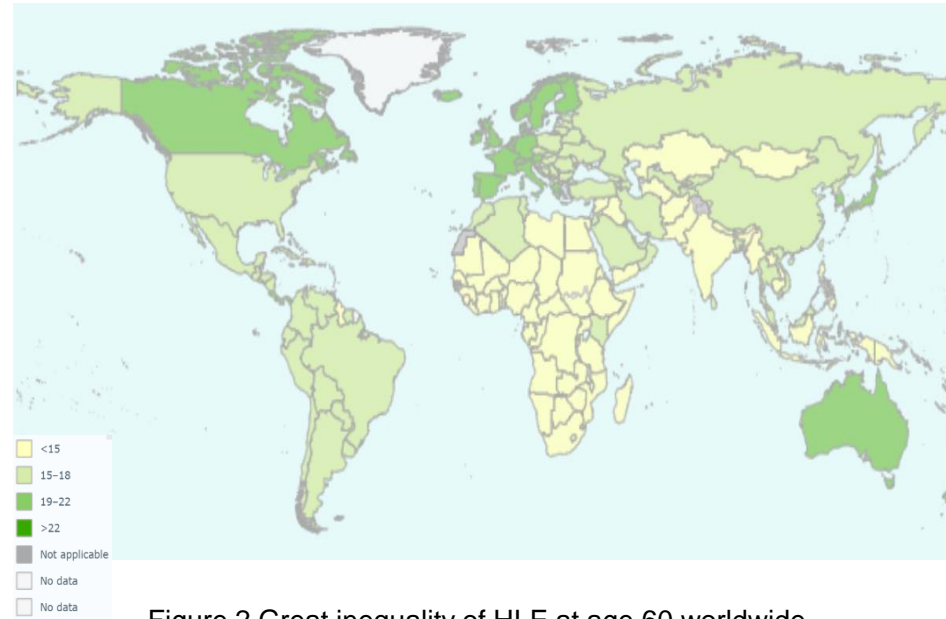 <15
15–18
19–22
>22
Not applicable
No data
No data
Figure 2 Great inequality of HLE at age 60 worldwide